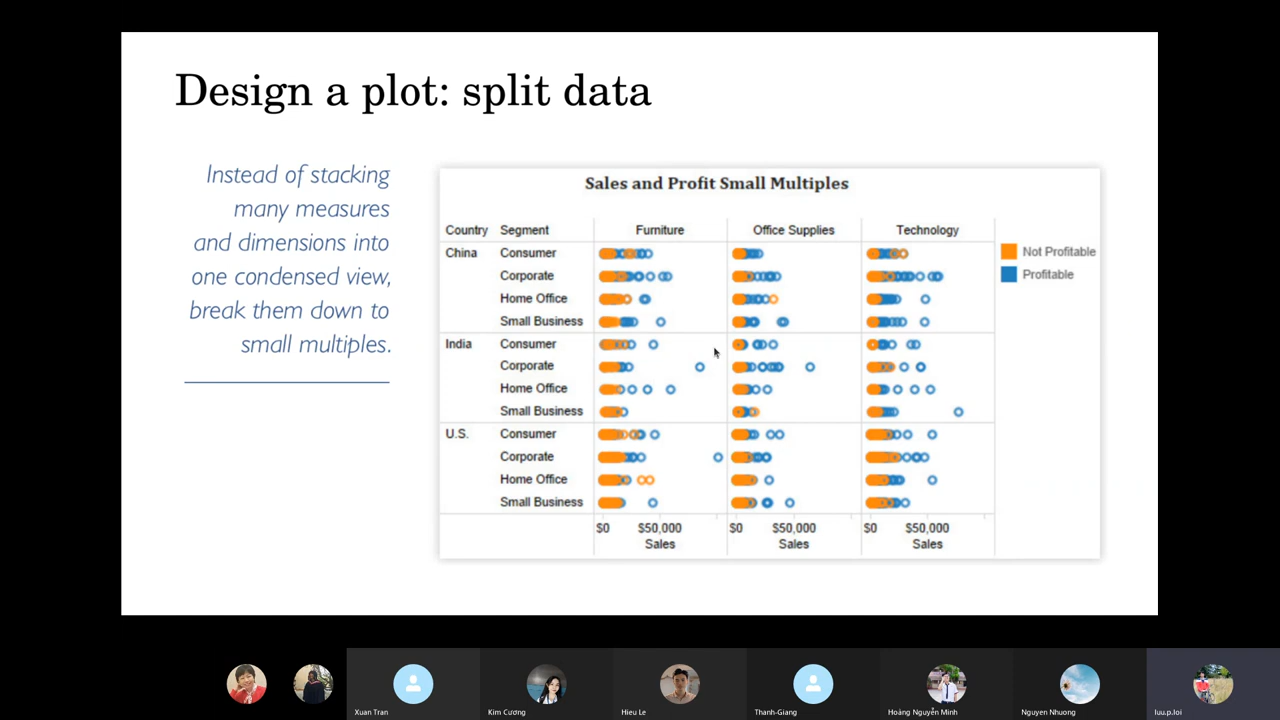 Design a plot: split data
Instead of stacking
many measures
and dimensions into
one condensed view,
break them down to
small multiples.
Sales and Profit Small Multiples
Country Segment Furniture Office Supplies Technology
China Consumer
Corporate
Home Office
Small Business
India Consumer
Corporate
Home Office
Small Business
U.S. Consumer
Corporate
Home Office
Small Business
$0 $50,000 $0 $50,000 $0 $50,000
Sales Sales Sales
Not Profitable
Profitable
Xuan Tran
Kim Cương
Hieu Le
Thanh-Giang
Hoàng Nguyễn Minh
Nguyen Nhuong
luu.p.loi